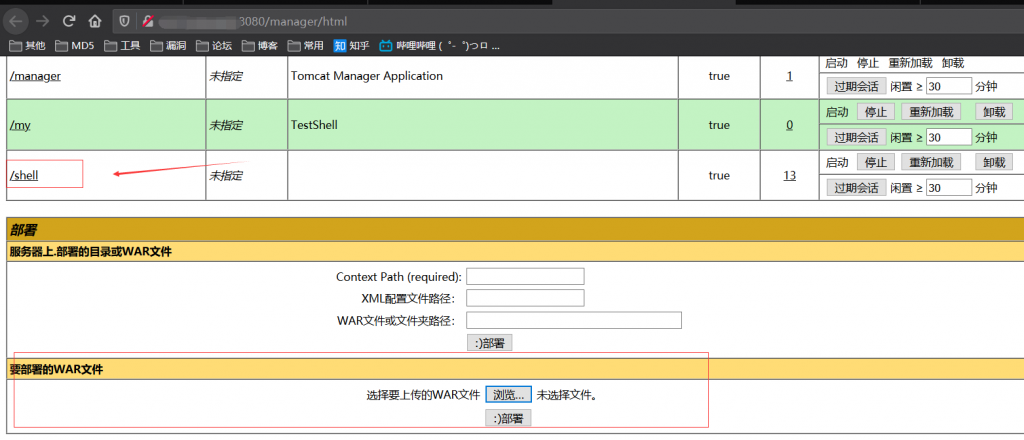 3080/manager/html
其他 MD5 工具 漏洞 论坛 博客 常用 知 知乎 哔哩哔哩 ( ゜- ゜)つロ ...
/manager 未指定 Tomcat Manager Application true 1 启动 停止 重新加载 卸载
过期会话 闲置 ≥ 30 分钟
/my 未指定 TestShell true 0 启动 停止 重新加载 卸载
过期会话 闲置 ≥ 30 分钟
/shell 未指定 true 13 启动 停止 重新加载 卸载
过期会话 闲置 ≥ 30 分钟
部署
服务器上.部署的目录或WAR文件
Context Path (required):
XML配置文件路径：
WAR文件或文件夹路径：
:)部署
要部署的WAR文件
选择要上传的WAR文件 浏览... 未选择文件。
:)部署